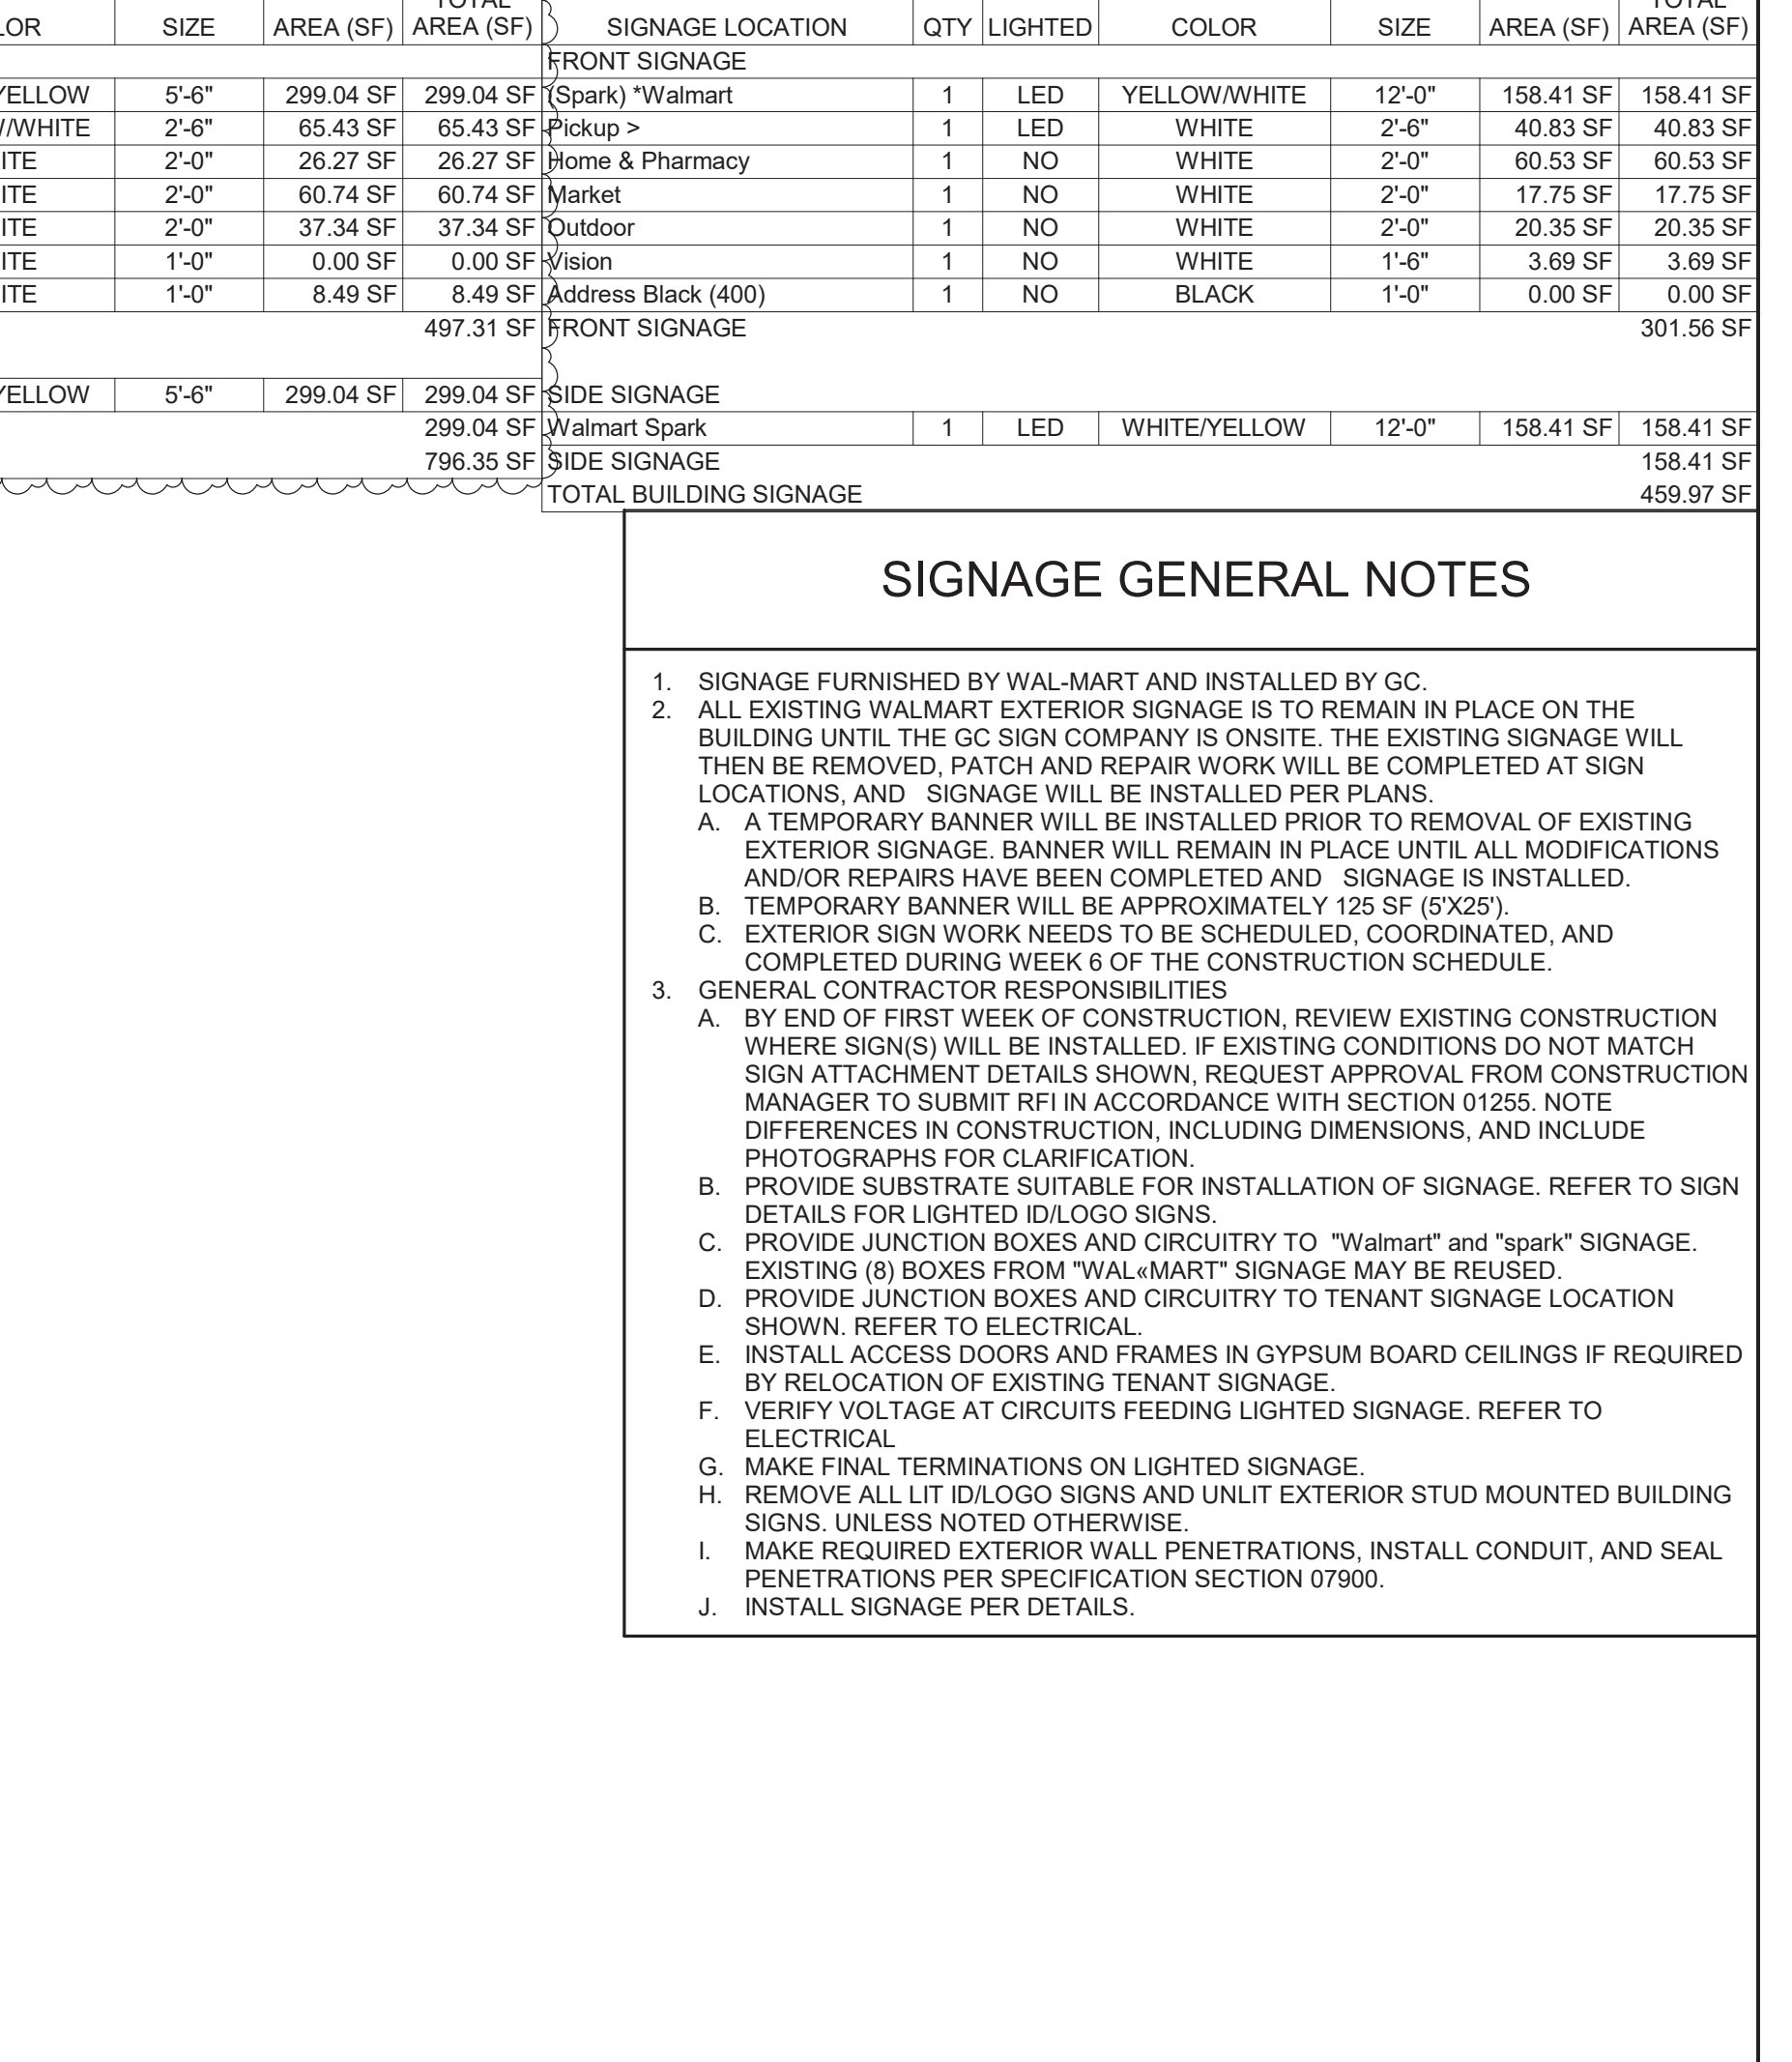 LOR SIZE AREA (SF) TOTAL AREA (SF) SIGNAGE LOCATION QTY LIGHTED COLOR SIZE AREA (SF) TOTAL AREA (SF)
FRONT SIGNAGE
YELLOW 5'-6" 299.04 SF 299.04 SF (Spark) *Walmart 1 LED YELLOW/WHITE 12'-0" 158.41 SF 158.41 SF
W/WHITE 2'-6" 65.43 SF 65.43 SF Pickup > 1 LED WHITE 2'-6" 40.83 SF 40.83 SF
ITE 2'-0" 26.27 SF 26.27 SF Home & Pharmacy 1 NO WHITE 2'-0" 60.53 SF 60.53 SF
ITE 2'-0" 60.74 SF 60.74 SF Market 1 NO WHITE 2'-0" 17.75 SF 17.75 SF
ITE 2'-0" 37.34 SF 37.34 SF Outdoor 1 NO WHITE 2'-0" 20.35 SF 20.35 SF
ITE 1'-0" 0.00 SF 0.00 SF Vision 1 NO WHITE 1'-6" 3.69 SF 3.69 SF
ITE 1'-0" 8.49 SF 8.49 SF Address Black (400) 1 NO BLACK 1'-0" 0.00 SF 0.00 SF
497.31 SF FRONT SIGNAGE 301.56 SF
YELLOW 5'-6" 299.04 SF 299.04 SF SIDE SIGNAGE
299.04 SF Walmart Spark 1 LED WHITE/YELLOW 12'-0" 158.41 SF 158.41 SF
796.35 SF SIDE SIGNAGE 158.41 SF
TOTAL BUILDING SIGNAGE 459.97 SF
SIGNAGE GENERAL NOTES
1. SIGNAGE FURNISHED BY WAL-MART AND INSTALLED BY GC.
2. ALL EXISTING WALMART EXTERIOR SIGNAGE IS TO REMAIN IN PLACE ON THE
BUILDING UNTIL THE GC SIGN COMPANY IS ONSITE. THE EXISTING SIGNAGE WILL
THEN BE REMOVED, PATCH AND REPAIR WORK WILL BE COMPLETED AT SIGN
LOCATIONS, AND SIGNAGE WILL BE INSTALLED PER PLANS.
A. A TEMPORARY BANNER WILL BE INSTALLED PRIOR TO REMOVAL OF EXISTING
EXTERIOR SIGNAGE. BANNER WILL REMAIN IN PLACE UNTIL ALL MODIFICATIONS
AND/OR REPAIRS HAVE BEEN COMPLETED AND SIGNAGE IS INSTALLED.
B. TEMPORARY BANNER WILL BE APPROXIMATELY 125 SF (5'X25').
C. EXTERIOR SIGN WORK NEEDS TO BE SCHEDULED, COORDINATED, AND
COMPLETED DURING WEEK 6 OF THE CONSTRUCTION SCHEDULE.
3. GENERAL CONTRACTOR RESPONSIBILITIES
A. BY END OF FIRST WEEK OF CONSTRUCTION, REVIEW EXISTING CONSTRUCTION
WHERE SIGN(S) WILL BE INSTALLED. IF EXISTING CONDITIONS DO NOT MATCH
SIGN ATTACHMENT DETAILS SHOWN, REQUEST APPROVAL FROM CONSTRUCTION
MANAGER TO SUBMIT RFI IN ACCORDANCE WITH SECTION 01255. NOTE
DIFFERENCES IN CONSTRUCTION, INCLUDING DIMENSIONS, AND INCLUDE
PHOTOGRAPHS FOR CLARIFICATION.
B. PROVIDE SUBSTRATE SUITABLE FOR INSTALLATION OF SIGNAGE. REFER TO SIGN
DETAILS FOR LIGHTED ID/LOGO SIGNS.
C. PROVIDE JUNCTION BOXES AND CIRCUITRY TO "Walmart" and "spark" SIGNAGE.
EXISTING (8) BOXES FROM "WAL«MART" SIGNAGE MAY BE REUSED.
D. PROVIDE JUNCTION BOXES AND CIRCUITRY TO TENANT SIGNAGE LOCATION
SHOWN. REFER TO ELECTRICAL.
E. INSTALL ACCESS DOORS AND FRAMES IN GYPSUM BOARD CEILINGS IF REQUIRED
BY RELOCATION OF EXISTING TENANT SIGNAGE.
F. VERIFY VOLTAGE AT CIRCUITS FEEDING LIGHTED SIGNAGE. REFER TO
ELECTRICAL
G. MAKE FINAL TERMINATIONS ON LIGHTED SIGNAGE.
H. REMOVE ALL LIT ID/LOGO SIGNS AND UNLIT EXTERIOR STUD MOUNTED BUILDING
SIGNS. UNLESS NOTED OTHERWISE.
I. MAKE REQUIRED EXTERIOR WALL PENETRATIONS, INSTALL CONDUIT, AND SEAL
PENETRATIONS PER SPECIFICATION SECTION 07900.
J. INSTALL SIGNAGE PER DETAILS.